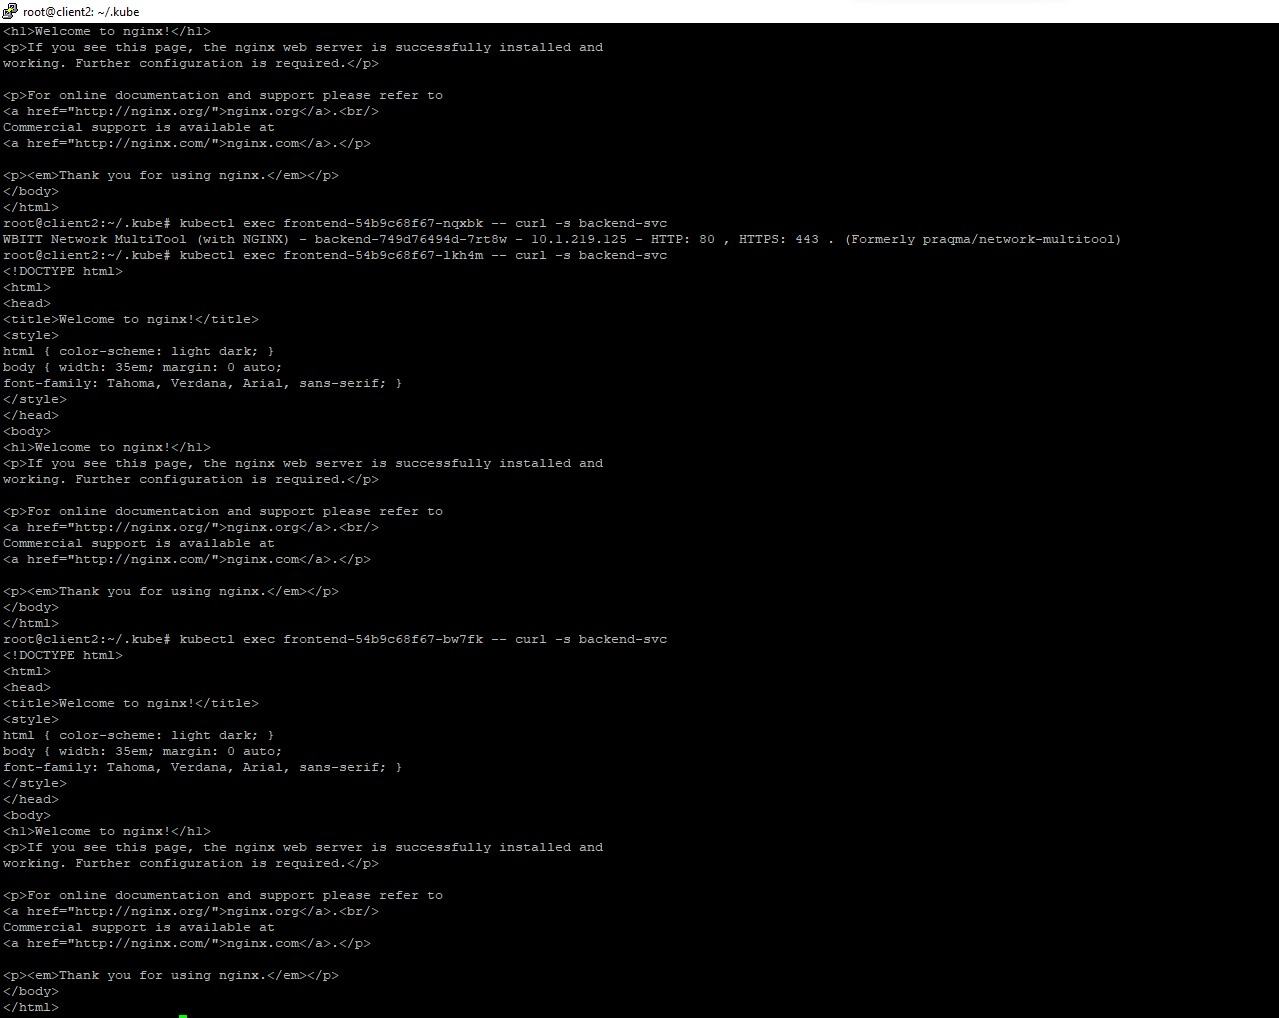 root@client2: ~/.kube
<h1>Welcome to nginx!</h1>
<p>If you see this page, the nginx web server is successfully installed and
working. Further configuration is required.</p>
<p>For online documentation and support please refer to
<a href="http://nginx.org/">nginx.org</a>.<br/>
Commercial support is available at
<a href="http://nginx.com/">nginx.com</a>.</p>
<p><em>Thank you for using nginx.</em></p>
</body>
</html>
root@client2:~/.kube# kubectl exec frontend-54b9c68f67-nqxbk -- curl -s backend-svc
WBITT Network MultiTool (with NGINX) - backend-749d76494d-7rt8w - 10.1.219.125 - HTTP: 80 , HTTPS: 443 . (Formerly praqma/network-multitool)
root@client2:~/.kube# kubectl exec frontend-54b9c68f67-lkh4m -- curl -s backend-svc
<!DOCTYPE html>
<html>
<head>
<title>Welcome to nginx!</title>
<style>
html { color-scheme: light dark; }
body { width: 35em; margin: 0 auto;
font-family: Tahoma, Verdana, Arial, sans-serif; }
</style>
</head>
<body>
<h1>Welcome to nginx!</h1>
<p>If you see this page, the nginx web server is successfully installed and
working. Further configuration is required.</p>
<p>For online documentation and support please refer to
<a href="http://nginx.org/">nginx.org</a>.<br/>
Commercial support is available at
<a href="http://nginx.com/">nginx.com</a>.</p>
<p><em>Thank you for using nginx.</em></p>
</body>
</html>
root@client2:~/.kube# kubectl exec frontend-54b9c68f67-bw7fk -- curl -s backend-svc
<!DOCTYPE html>
<html>
<head>
<title>Welcome to nginx!</title>
<style>
html { color-scheme: light dark; }
body { width: 35em; margin: 0 auto;
font-family: Tahoma, Verdana, Arial, sans-serif; }
</style>
</head>
<body>
<h1>Welcome to nginx!</h1>
<p>If you see this page, the nginx web server is successfully installed and
working. Further configuration is required.</p>
<p>For online documentation and support please refer to
<a href="http://nginx.org/">nginx.org</a>.<br/>
Commercial support is available at
<a href="http://nginx.com/">nginx.com</a>.</p>
<p><em>Thank you for using nginx.</em></p>
</body>
</html>